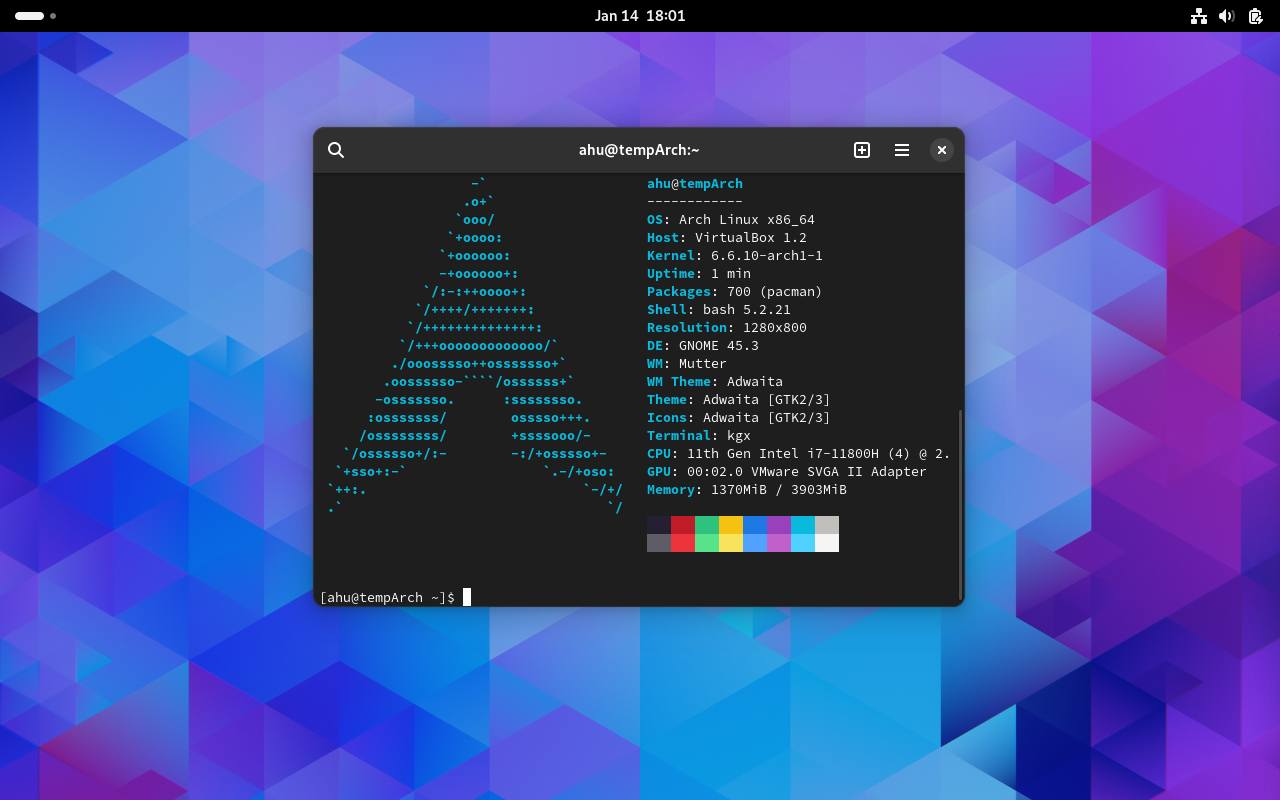 Jan 14 18:01
ahu@tempArch:~
                  -`                     ahu@tempArch
                 .o+`                    ------------
                `ooo/                    OS: Arch Linux x86_64
               `+oooo:                   Host: VirtualBox 1.2
              `+oooooo:                  Kernel: 6.6.10-arch1-1
              -+oooooo+:                 Uptime: 1 min
            `/:-:++oooo+:                Packages: 700 (pacman)
           `/++++/+++++++:               Shell: bash 5.2.21
          `/++++++++++++++:              Resolution: 1280x800
         `/+++ooooooooooooo/`            DE: GNOME 45.3
        ./ooosssso++osssssso+`           WM: Mutter
       .oossssso-````/ossssss+`          WM Theme: Adwaita
      -osssssso.      :ssssssso.         Theme: Adwaita [GTK2/3]
     :osssssss/        osssso+++.        Icons: Adwaita [GTK2/3]
    /ossssssss/        +ssssooo/-        Terminal: kgx
  `/ossssso+/:-        -:/+osssso+-      CPU: 11th Gen Intel i7-11800H (4) @ 2.
 `+sso+:-`                 `.-/+oso:     GPU: 00:02.0 VMware SVGA II Adapter
`++:.                           `-/+/    Memory: 1370MiB / 3903MiB
.`                                 `/
[ahu@tempArch ~]$